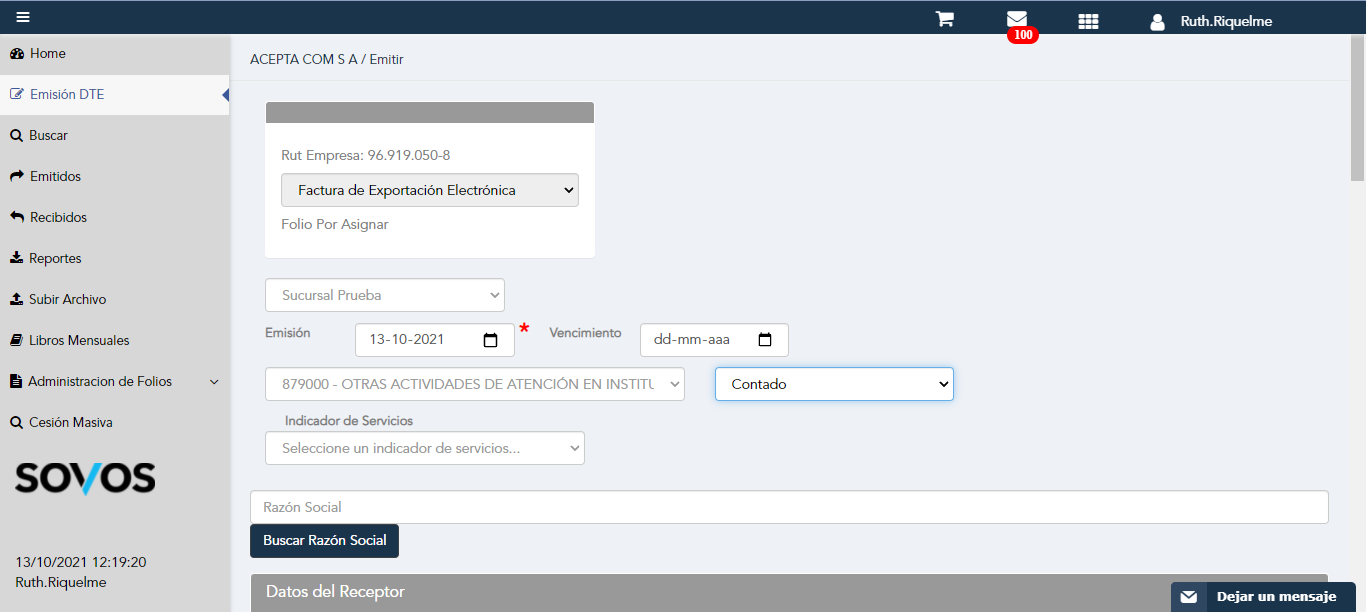 Ruth.Riquelme
100
Home
ACEPTA COM S A / Emitir
Emisión DTE
Buscar
Emitidos
Recibidos
Reportes
Subir Archivo
Libros Mensuales
Administracion de Folios
Cesión Masiva
SOVOS
13/10/2021 12:19:20
Ruth.Riquelme
Rut Empresa: 96.919.050-8
Factura de Exportación Electrónica
Folio Por Asignar
Sucursal Prueba
Emisión 13-10-2021 * Vencimiento dd-mm-aaa
879000 - OTRAS ACTIVIDADES DE ATENCIÓN EN INSTITU Contado
Indicador de Servicios
Seleccione un indicador de servicios...
Razón Social
Buscar Razón Social
Datos del Receptor
Dejar un mensaje